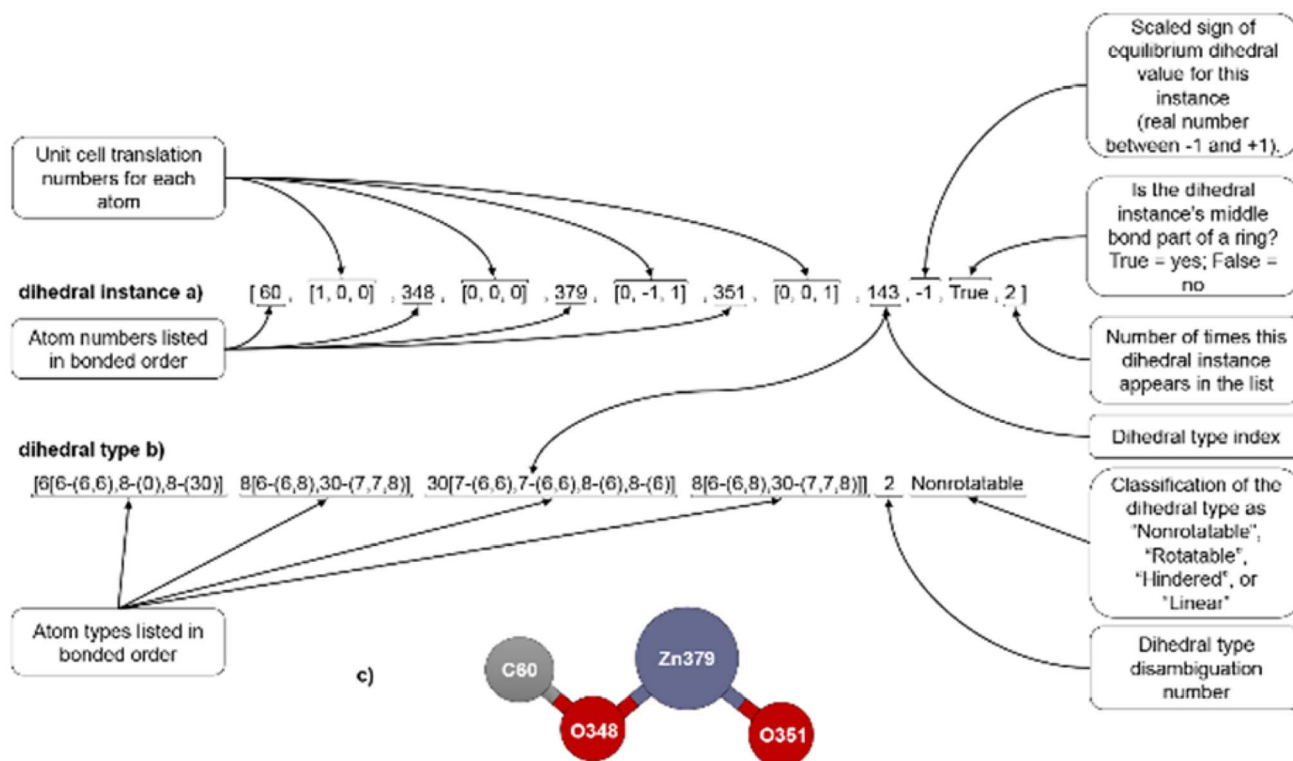 Scaled sign of
equilibrium dihedral
value for this
instance
(real number
between -1 and +1).
Unit cell translation
numbers for each
atom
Is the dihedral
instance's middle
bond part of a ring?
True = yes; False =
no
dihedral instance a) [ 60 , [1, 0, 0] , 348 , [0, 0, 0] , 379 , [0, -1, 1] , 351 , [0, 0, 1] , 143 , -1 , True , 2 ]
Atom numbers listed
in bonded order
Number of times this
dihedral instance
appears in the list
Dihedral type index
dihedral type b)
[6[6-(6,6),8-(0),8-(30)] 8[6-(6,8),30-(7,7,8)] 30[7-(6,6),7-(6,6),8-(6),8-(6)] 8[6-(6,8),30-(7,7,8)]] 2 Nonrotatable
Classification of the
dihedral type as
"Nonrotatable",
"Rotatable",
"Hindered", or
"Linear"
Atom types listed in
bonded order
Dihedral type
disambiguation
number
c)
C60
Zn379
O348
O351